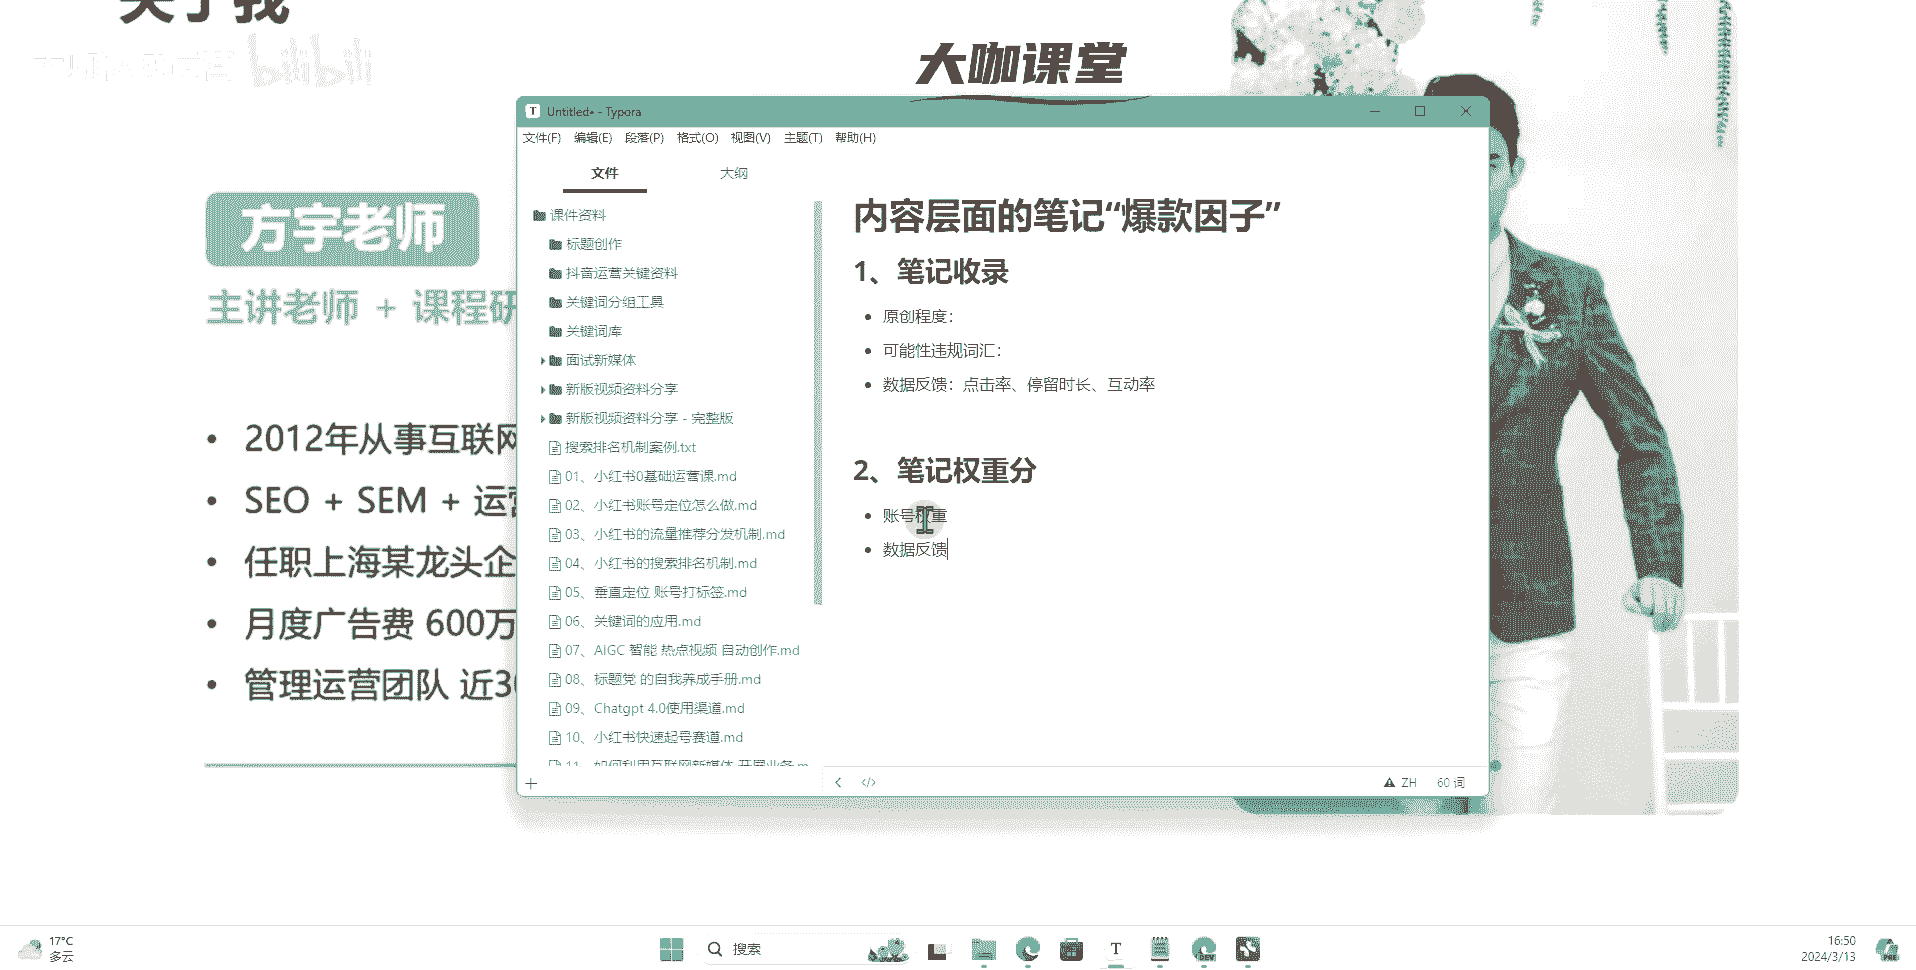 关于我
bilibili
大咖课堂
方宇老师
主讲老师 + 课程研
2012年从事互联网
SEO + SEM + 运营
任职上海某龙头企
月度广告费 600万
管理运营团队 近30
Untitled• - Typora
文件(F) 编辑(E) 段落(P) 格式(O) 视图(V) 主题(T) 帮助(H)
文件 大纲
课件资料
标题创作
抖音运营关键资料
关键词分组工具
关键词库
面试新媒体
新版视频资料分享
新版视频资料分享 - 完整版
搜索排名机制案例.txt
01、小红书0基础运营课.md
02、小红书账号定位怎么做.md
03、小红书的流量推荐分发机制.md
04、小红书的搜索排名机制.md
05、垂直定位 账号打标签.md
06、关键词的应用.md
07、AIGC 智能 热点视频 自动创作.md
08、标题党 的自我养成手册.md
09、Chatgpt 4.0使用渠道.md
10、小红书快速起号赛道.md
11、如何利用互联网新媒体 开展业务.m
内容层面的笔记“爆款因子”
1、笔记收录
原创程度：
可能性违规词汇：
数据反馈：点击率、停留时长、互动率
2、笔记权重分
账号权重
数据反馈
ZH 60 词
17°C
多云
搜索
T
DEV
16:50
2024/3/13
PRE